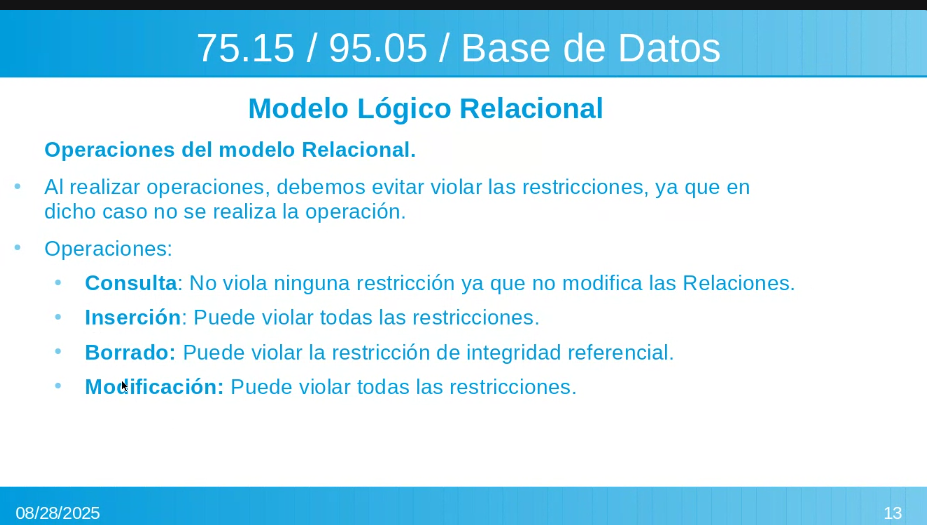 75.15 / 95.05 / Base de Datos
Modelo Lógico Relacional
Operaciones del modelo Relacional.
• Al realizar operaciones, debemos evitar violar las restricciones, ya que en
dicho caso no se realiza la operación.
• Operaciones:
• Consulta: No viola ninguna restricción ya que no modifica las Relaciones.
• Inserción: Puede violar todas las restricciones.
• Borrado: Puede violar la restricción de integridad referencial.
• Modificación: Puede violar todas las restricciones.
08/28/2025
13